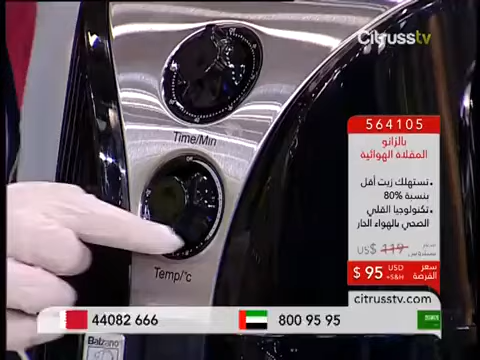 Citrusstv
Time/Min
Temp/°c
Balzano
564105
بالزانو
المقلاة الهوائية
•تستهلك زيت أقل
بنسبة 80%
•تكنولوجيا القلي
الصحي بالهواء الحار
US$ 119
سعر
$ 95 USD +S&H
سعر الفرصة
citrusstv.com
44082 666
800 95 95